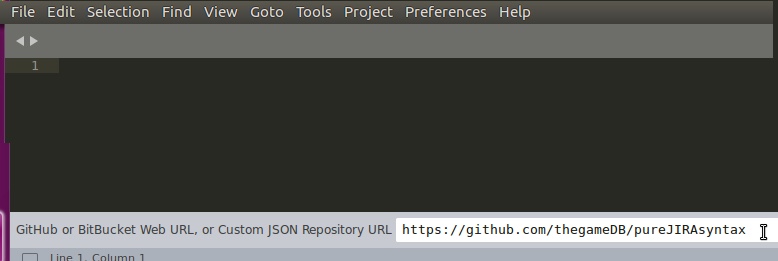 File Edit Selection Find View Goto Tools Project Preferences Help
1
GitHub or BitBucket Web URL, or Custom JSON Repository URL https://github.com/thegameDB/pureJIRAsyntax
Line 1, Column 1